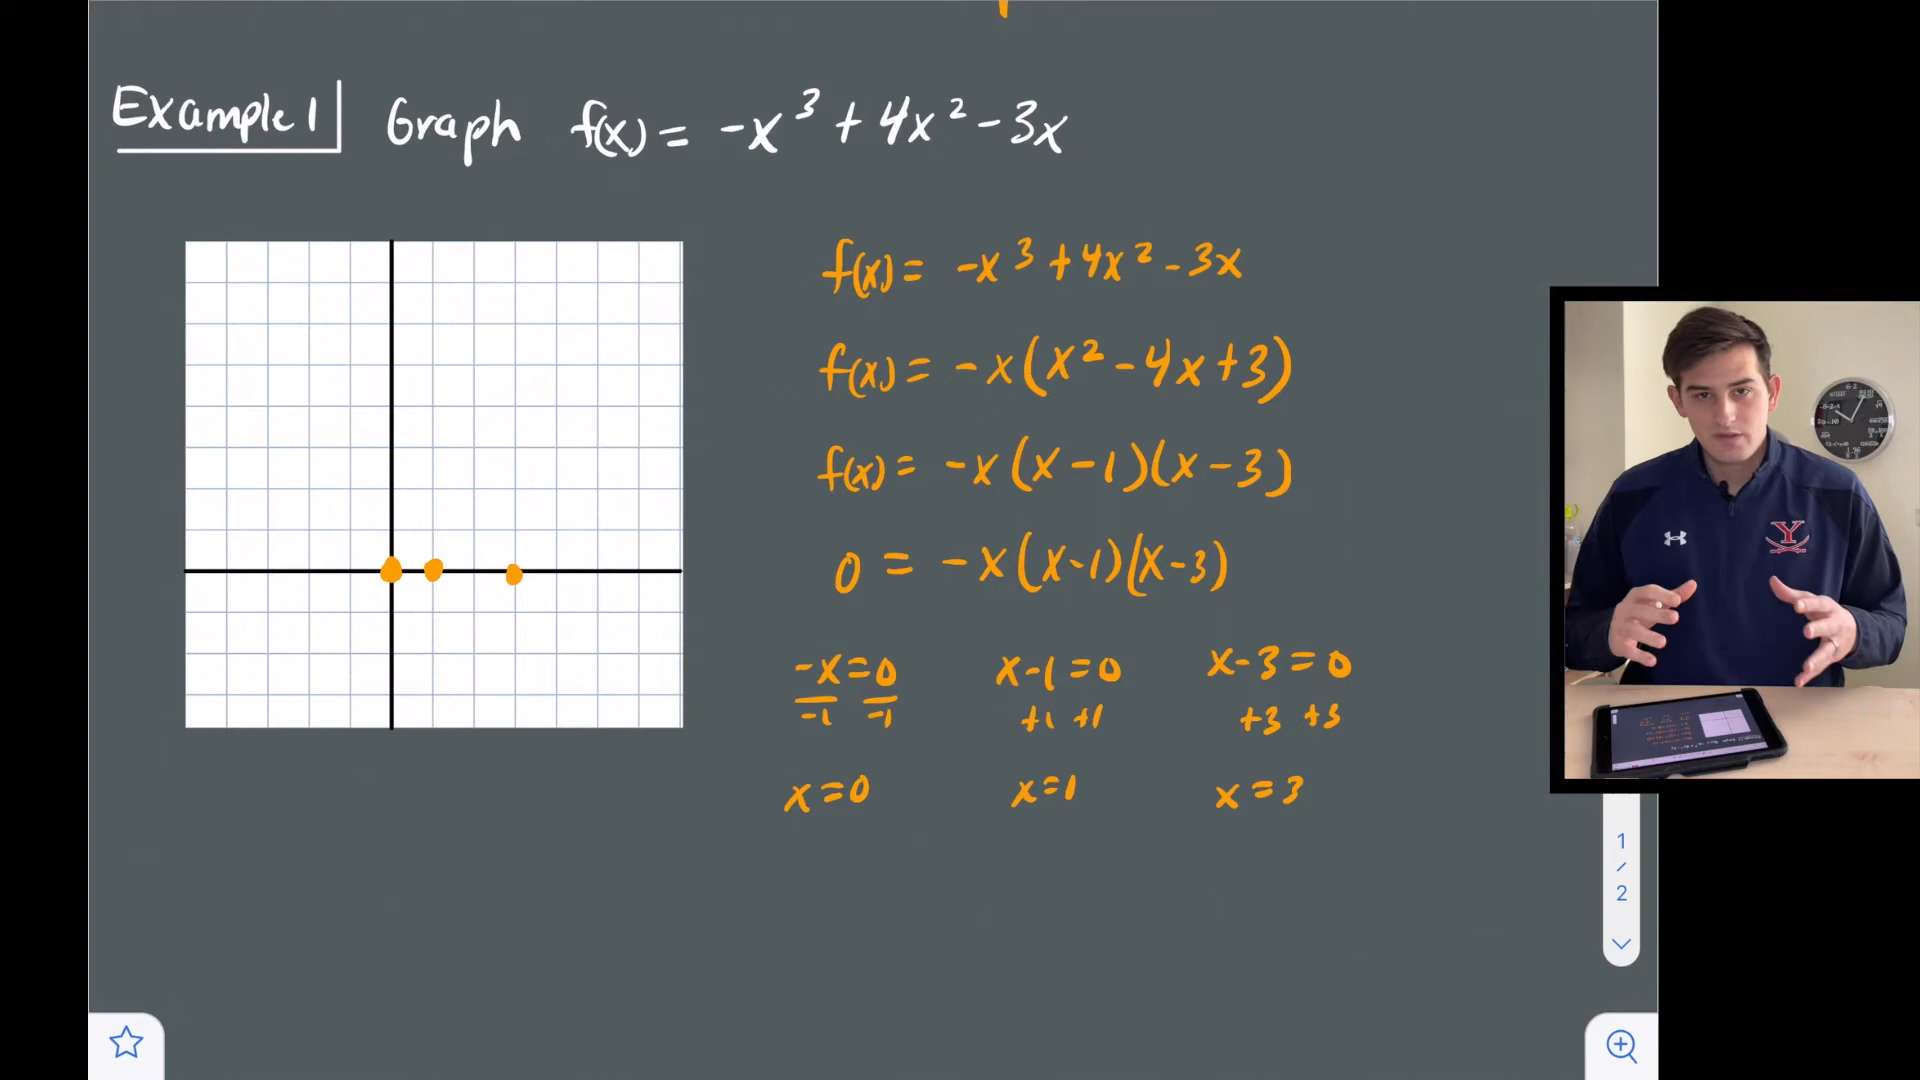 Example 1 Graph f(x) = -x³ + 4x² - 3x
f(x) = -x³ + 4x² - 3x
f(x) = -x(x² - 4x + 3)
f(x) = -x(x - 1)(x - 3)
0 = -x(x-1)(x-3)
-x=0 x-1=0 x-3=0
-1 -1 +1 +1 +3 +3
x=0 x=1 x=3
Y
1
/
2